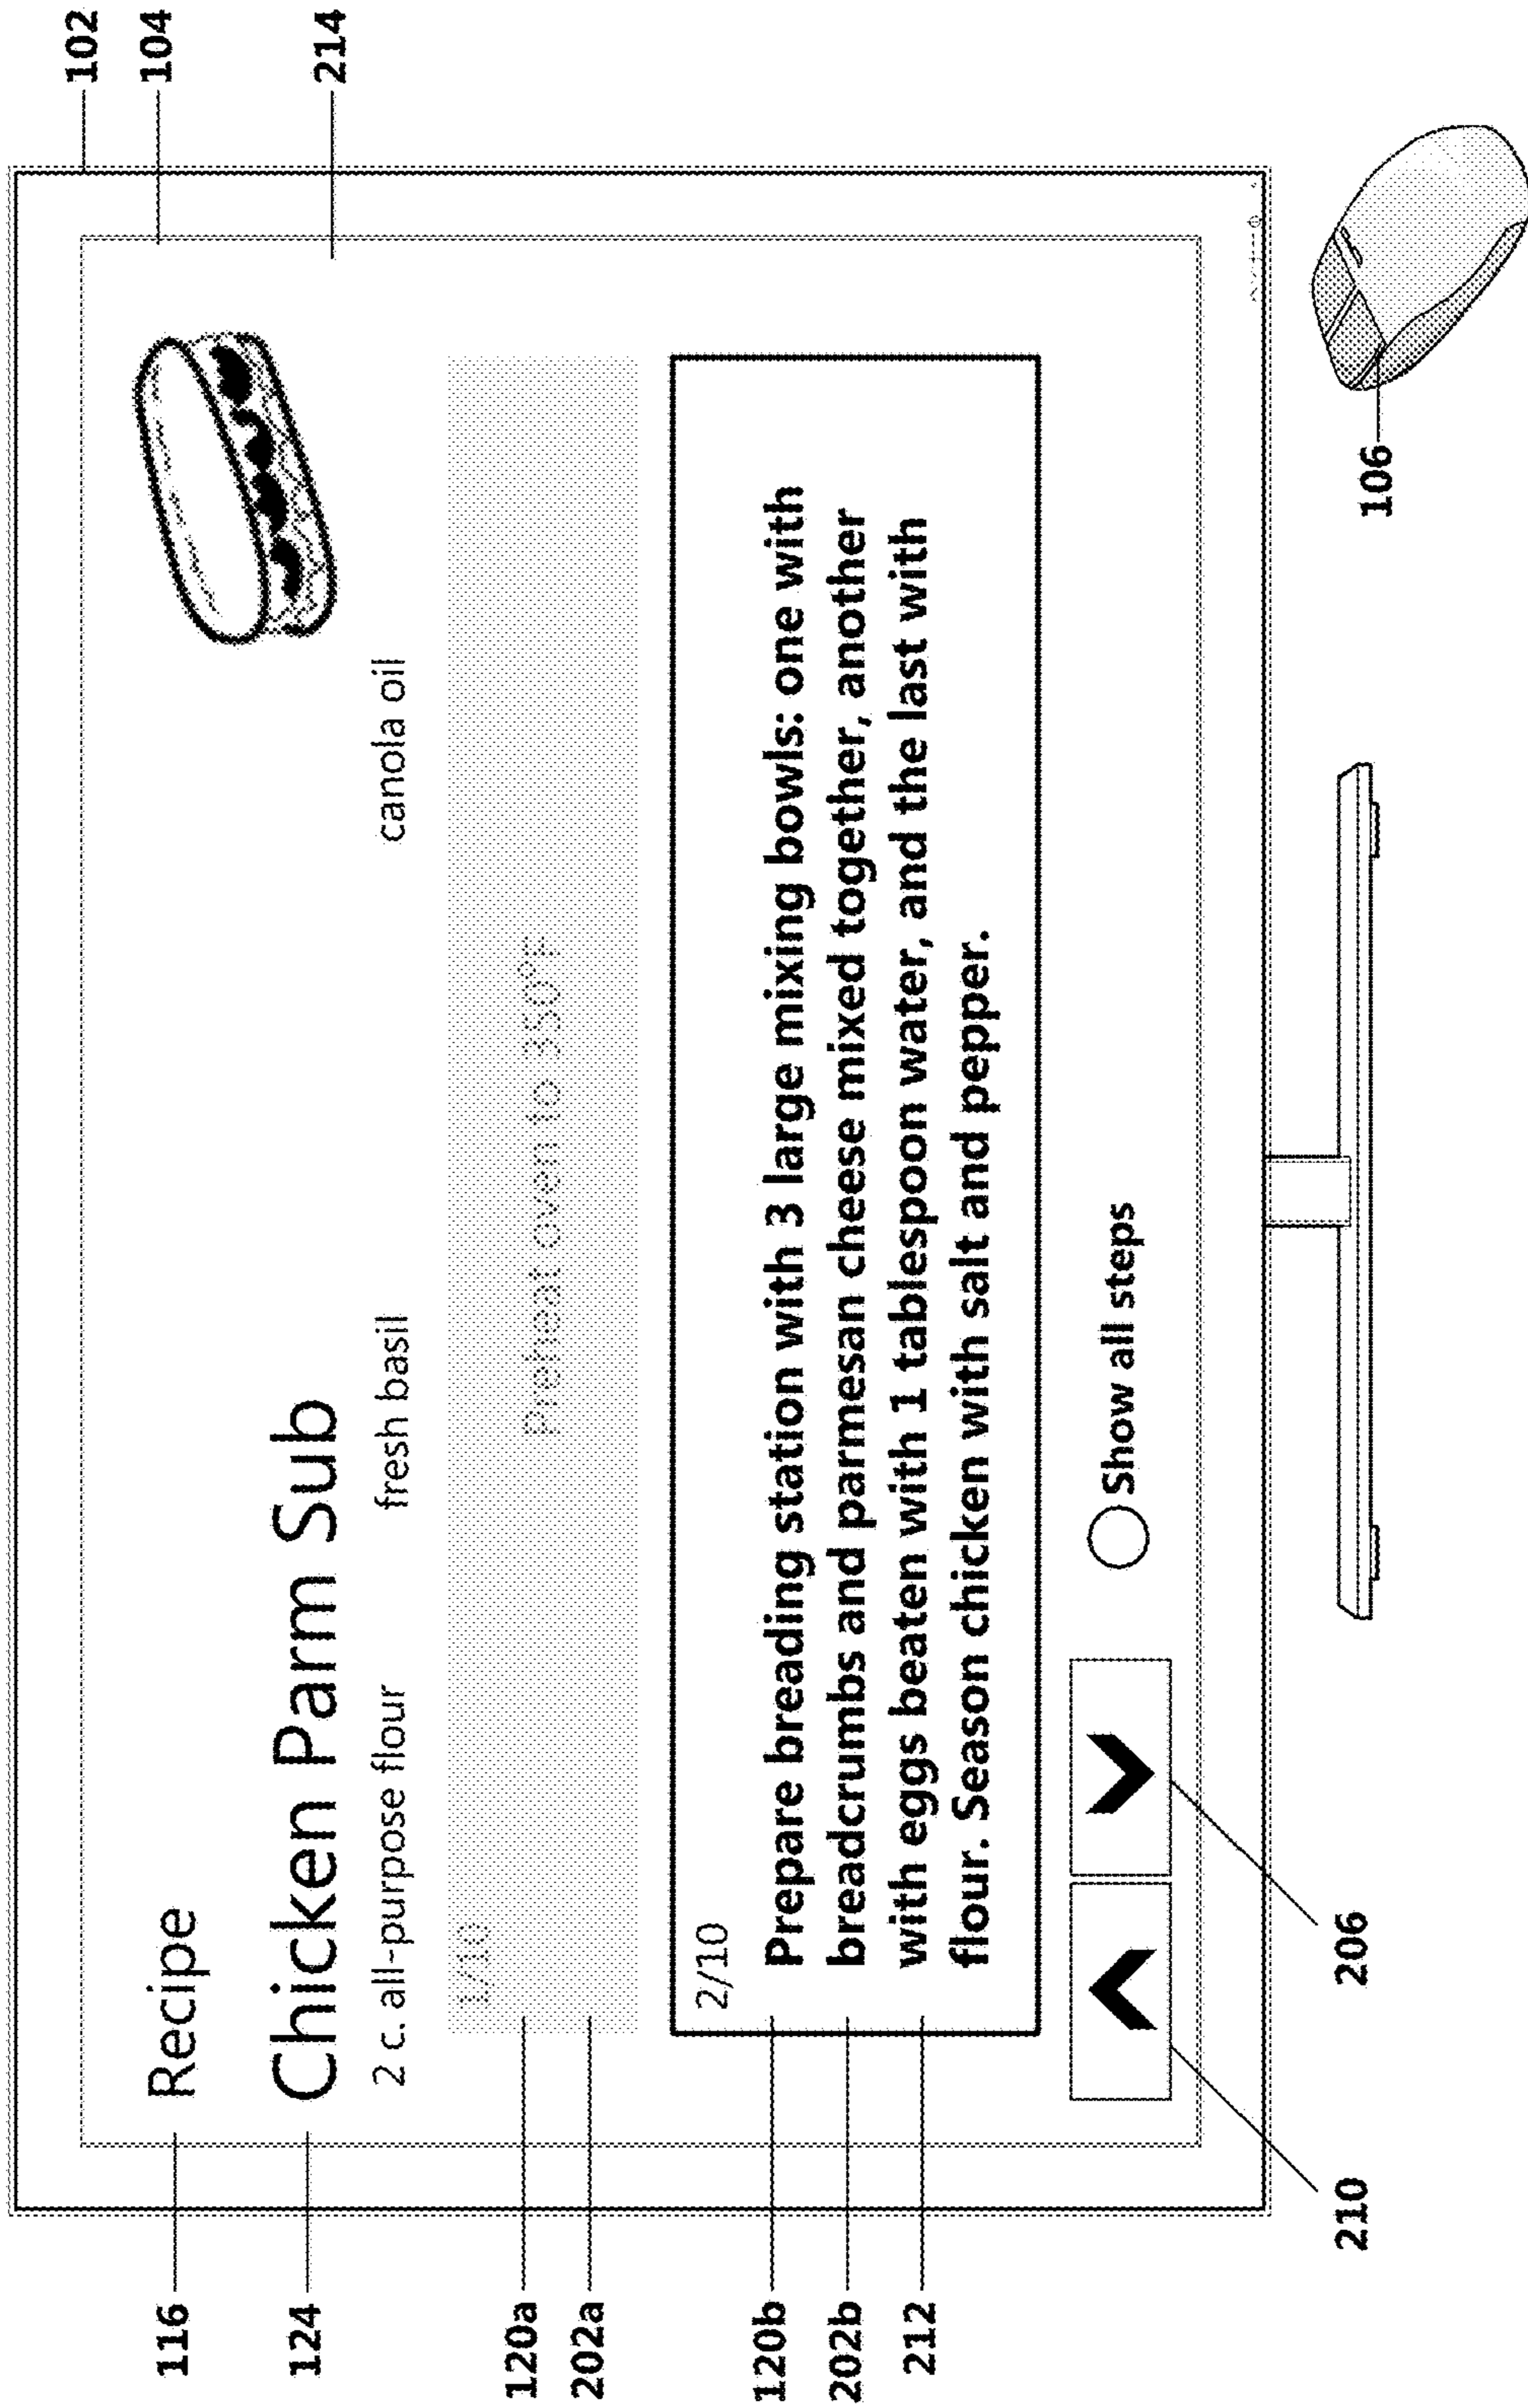 102
104
214
116
Recipe
124
Chicken Parm Sub
2 c. all-purpose flour fresh basil canola oil
1/10
120a
Preheat oven to 350°F
202a
2/10
120b
Prepare breading station with 3 large mixing bowls: one with
202b
breadcrumbs and parmesan cheese mixed together, another
212
with eggs beaten with 1 tablespoon water, and the last with
flour. Season chicken with salt and pepper.
Show all steps
210
206
106